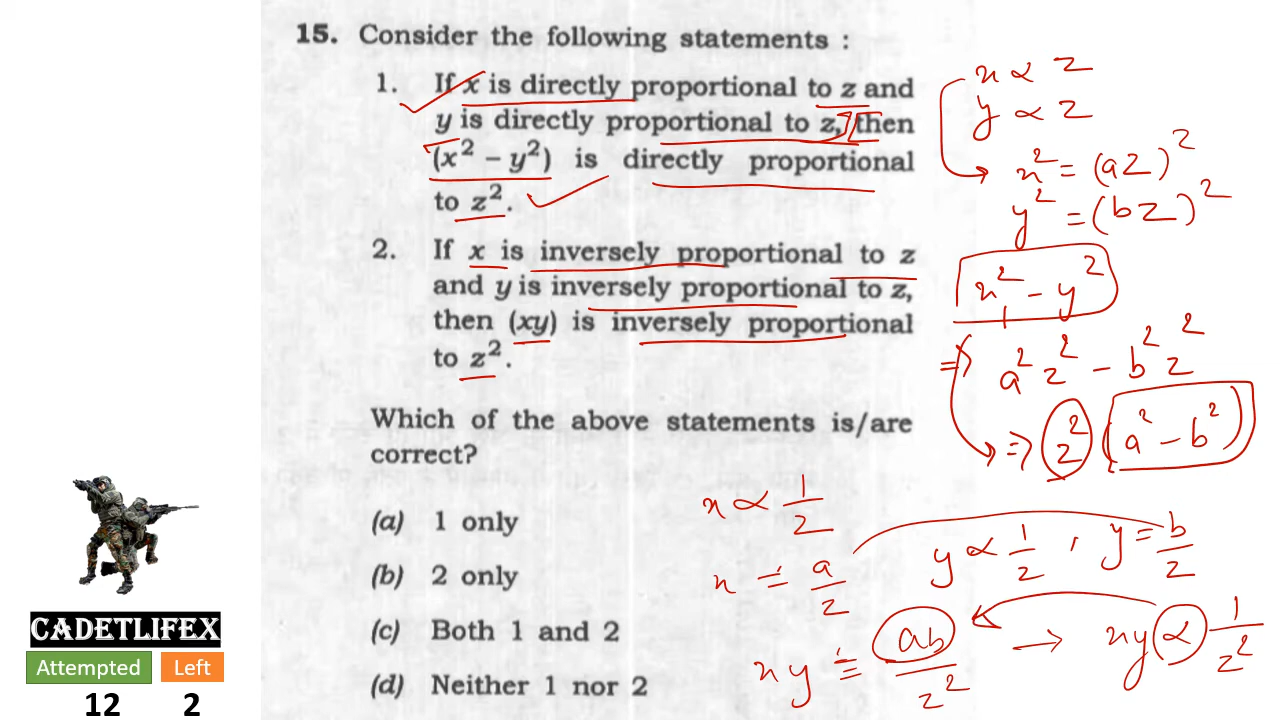 15. Consider the following statements :
1. If x is directly proportional to z and
y is directly proportional to z, then
(x² − y²) is directly proportional
to z².
2. If x is inversely proportional to z
and y is inversely proportional to z,
then (xy) is inversely proportional
to z².
Which of the above statements is/are
correct?
(a) 1 only
(b) 2 only
(c) Both 1 and 2
(d) Neither 1 nor 2
x ∝ z
y ∝ z
x² = (az)²
y² = (bz)²
x² − y²
⇒ a² z² − b² z²
⇒ z² (a² − b²)
x ∝ 1/z
y ∝ 1/z , y = b/z
x = a/z
xy = ab/z² → xy ∝ 1/z²
CADETLIFEX
Attempted Left
12 2